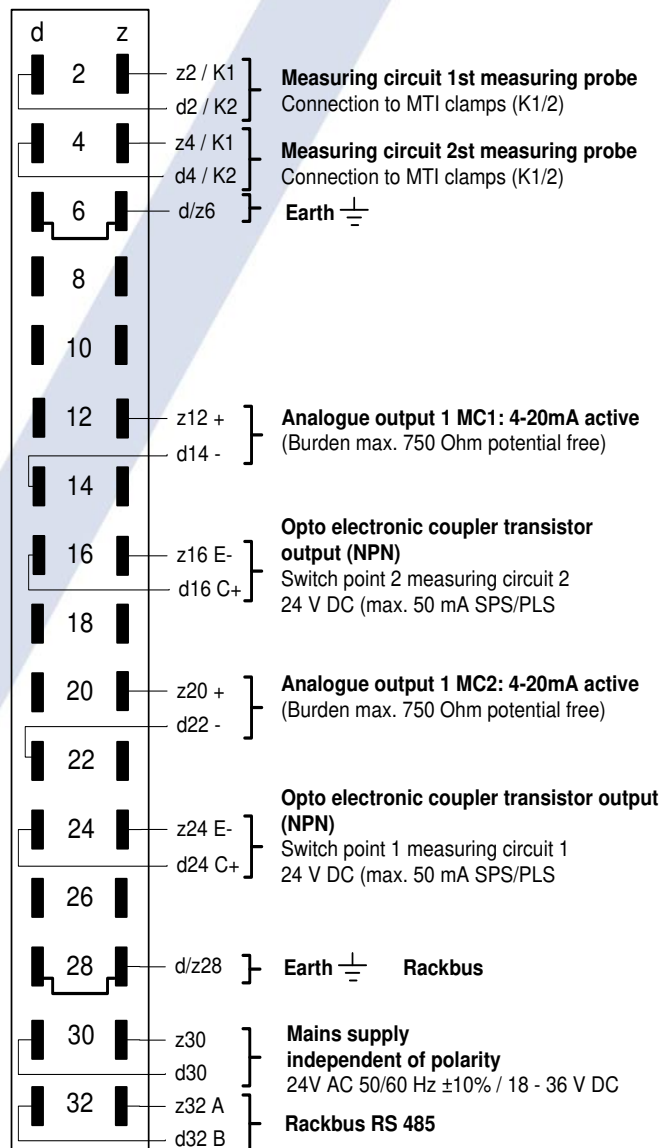 d z
2 z2 / K1 Measuring circuit 1st measuring probe
d2 / K2 Connection to MTI clamps (K1/2)
4 z4 / K1 Measuring circuit 2st measuring probe
d4 / K2 Connection to MTI clamps (K1/2)
6 d/z6 Earth
8
10
12 z12 + Analogue output 1 MC1: 4-20mA active
d14 - (Burden max. 750 Ohm potential free)
14
Opto electronic coupler transistor
16 z16 E- output (NPN)
Switch point 2 measuring circuit 2
d16 C+ 24 V DC (max. 50 mA SPS/PLS
18
20 z20 + Analogue output 1 MC2: 4-20mA active
d22 - (Burden max. 750 Ohm potential free)
22
Opto electronic coupler transistor output
24 z24 E- (NPN)
Switch point 1 measuring circuit 1
d24 C+ 24 V DC (max. 50 mA SPS/PLS
26
28 d/z28 Earth Rackbus
30 z30 Mains supply
independent of polarity
d30 24V AC 50/60 Hz ±10% / 18 - 36 V DC
32 z32 A Rackbus RS 485
d32 B